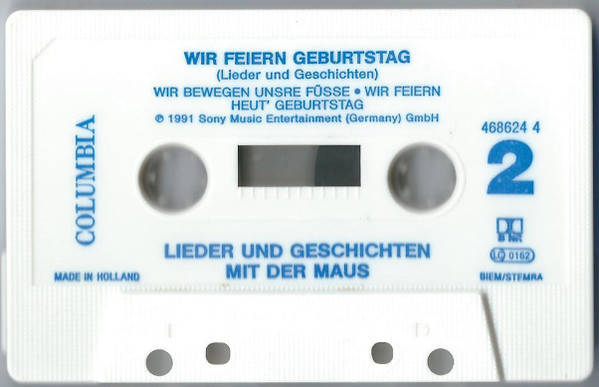 WIR FEIERN GEBURTSTAG
(Lieder und Geschichten)
WIR BEWEGEN UNSRE FÜSSE • WIR FEIERN
HEUT' GEBURTSTAG
℗ 1991 Sony Music Entertainment (Germany) GmbH
COLUMBIA
468624 4
2
LIEDER UND GESCHICHTEN
MIT DER MAUS
MADE IN HOLLAND
B NR
LC 0162
BIEM/STEMRA